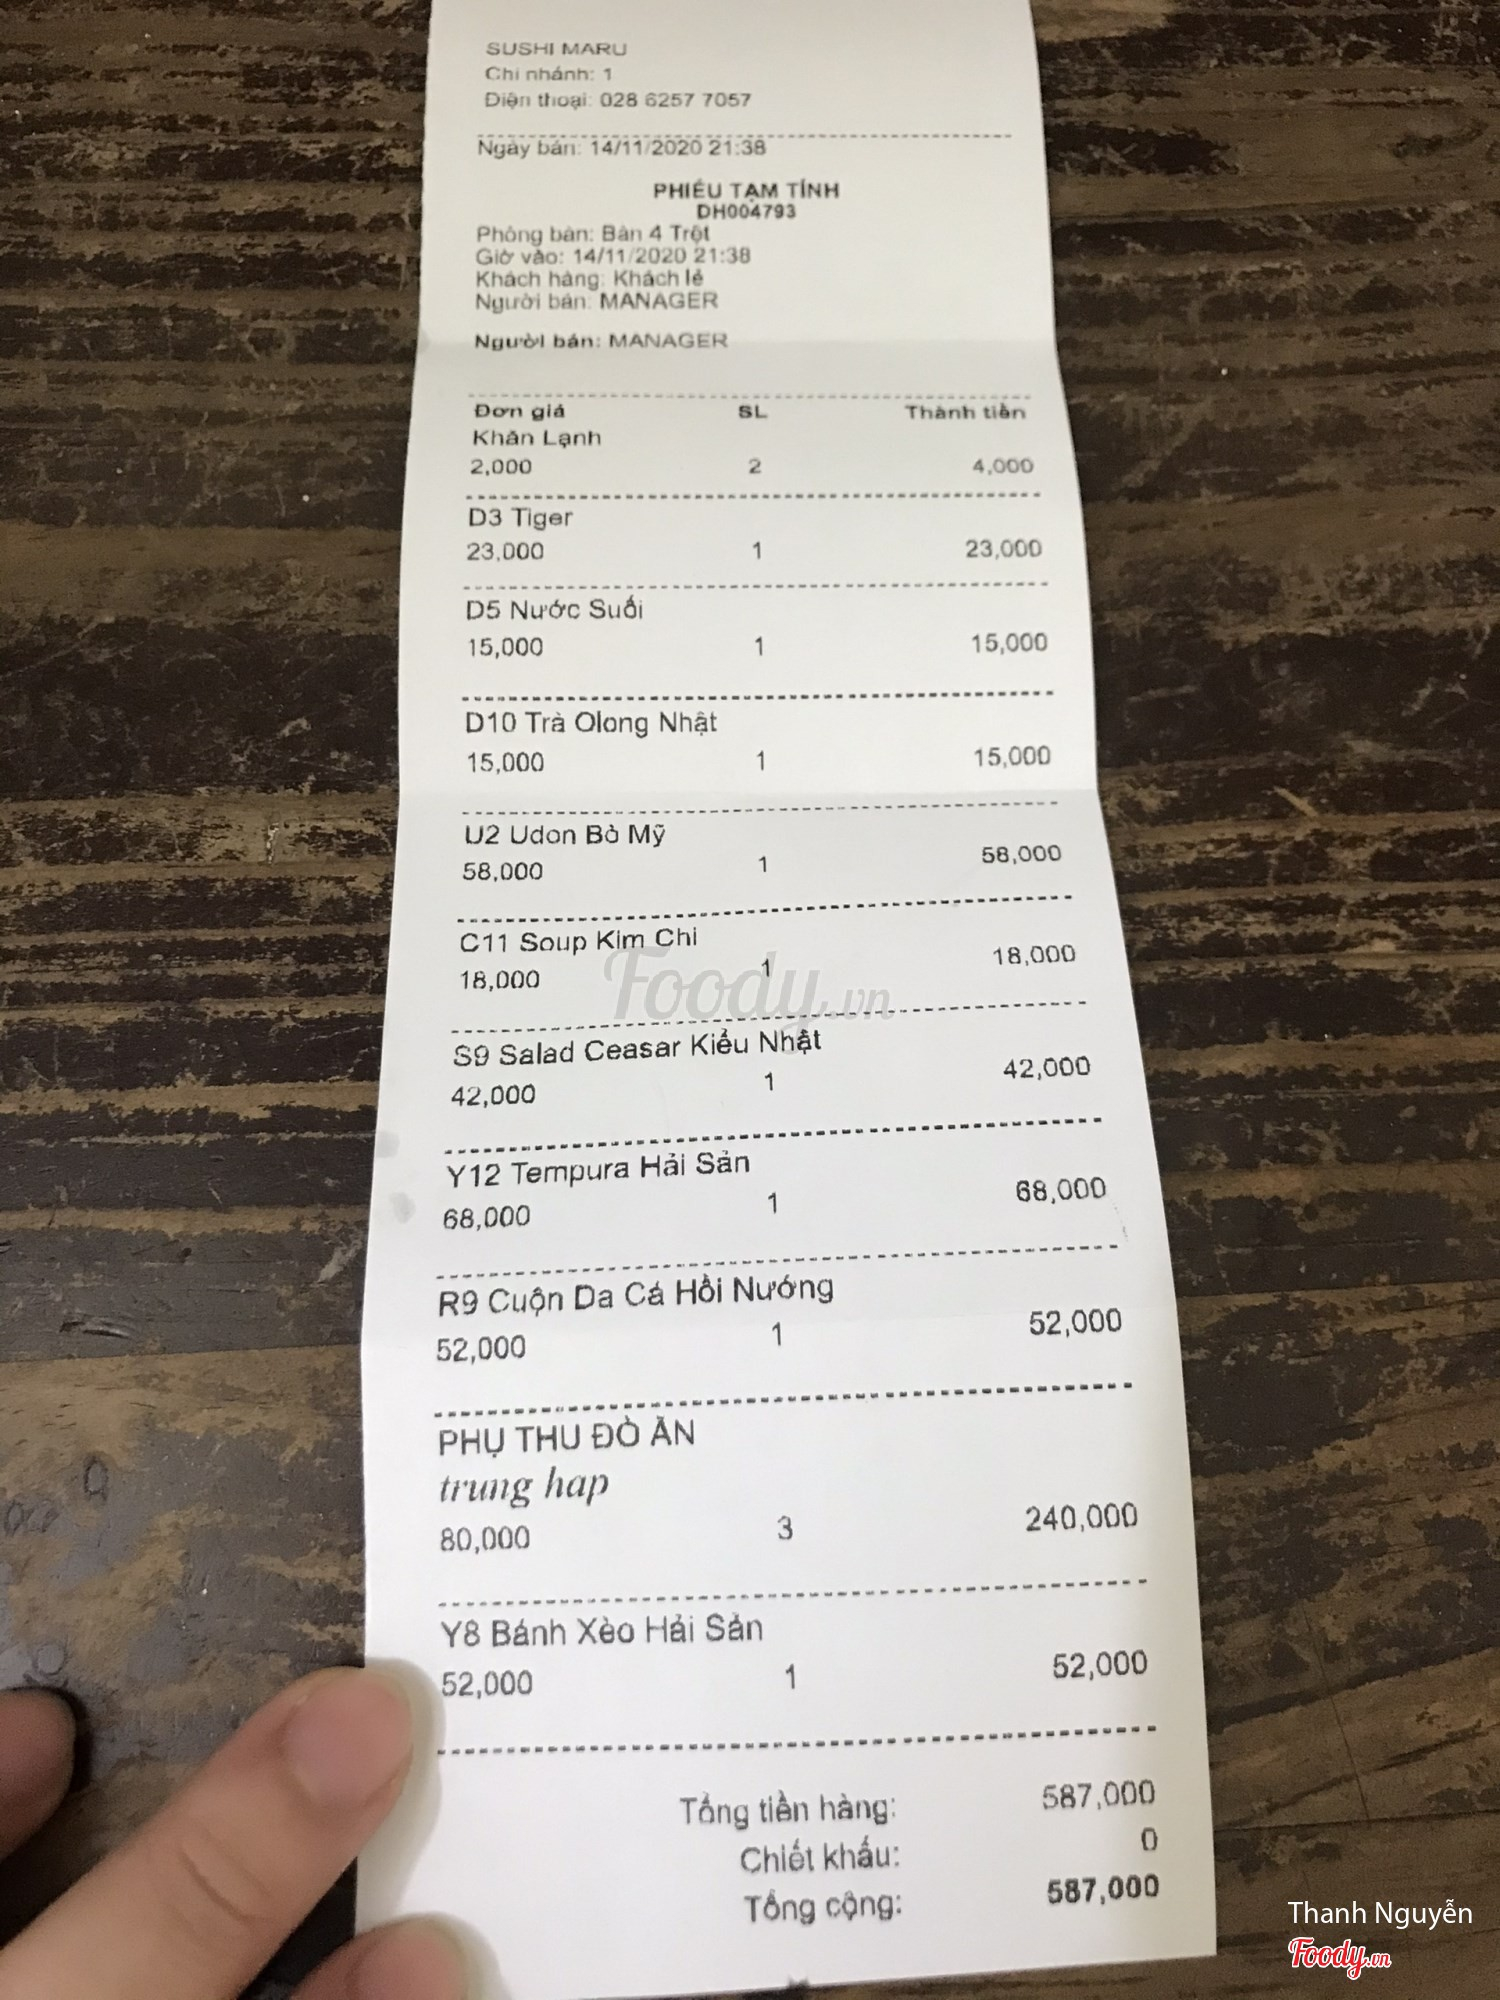 SUSHI MARU
Chi nhánh: 1
Điện thoại: 028 6257 7057
Ngày bán: 14/11/2020 21:38
PHIẾU TẠM TÍNH
DH004793
Phòng bàn: Bàn 4 Trệt
Giờ vào: 14/11/2020 21:38
Khách hàng: Khách lẻ
Người bán: MANAGER
Người bán: MANAGER
Đơn giá SL Thành tiền
Khăn Lạnh
2,000 2 4,000
D3 Tiger
23,000 1 23,000
D5 Nước Suối
15,000 1 15,000
D10 Trà Olong Nhật
15,000 1 15,000
U2 Udon Bò Mỹ
58,000 1 58,000
C11 Soup Kim Chi
18,000 1 18,000
Foody.vn
S9 Salad Ceasar Kiểu Nhật
42,000 1 42,000
Y12 Tempura Hải Sản
68,000 1 68,000
R9 Cuộn Da Cá Hồi Nướng
52,000 1 52,000
PHỤ THU ĐỒ ĂN
trung hap
80,000 3 240,000
Y8 Bánh Xèo Hải Sản
52,000 1 52,000
Tổng tiền hàng: 587,000
Chiết khấu: 0
Tổng cộng: 587,000
Thanh Nguyễn
Foody.vn